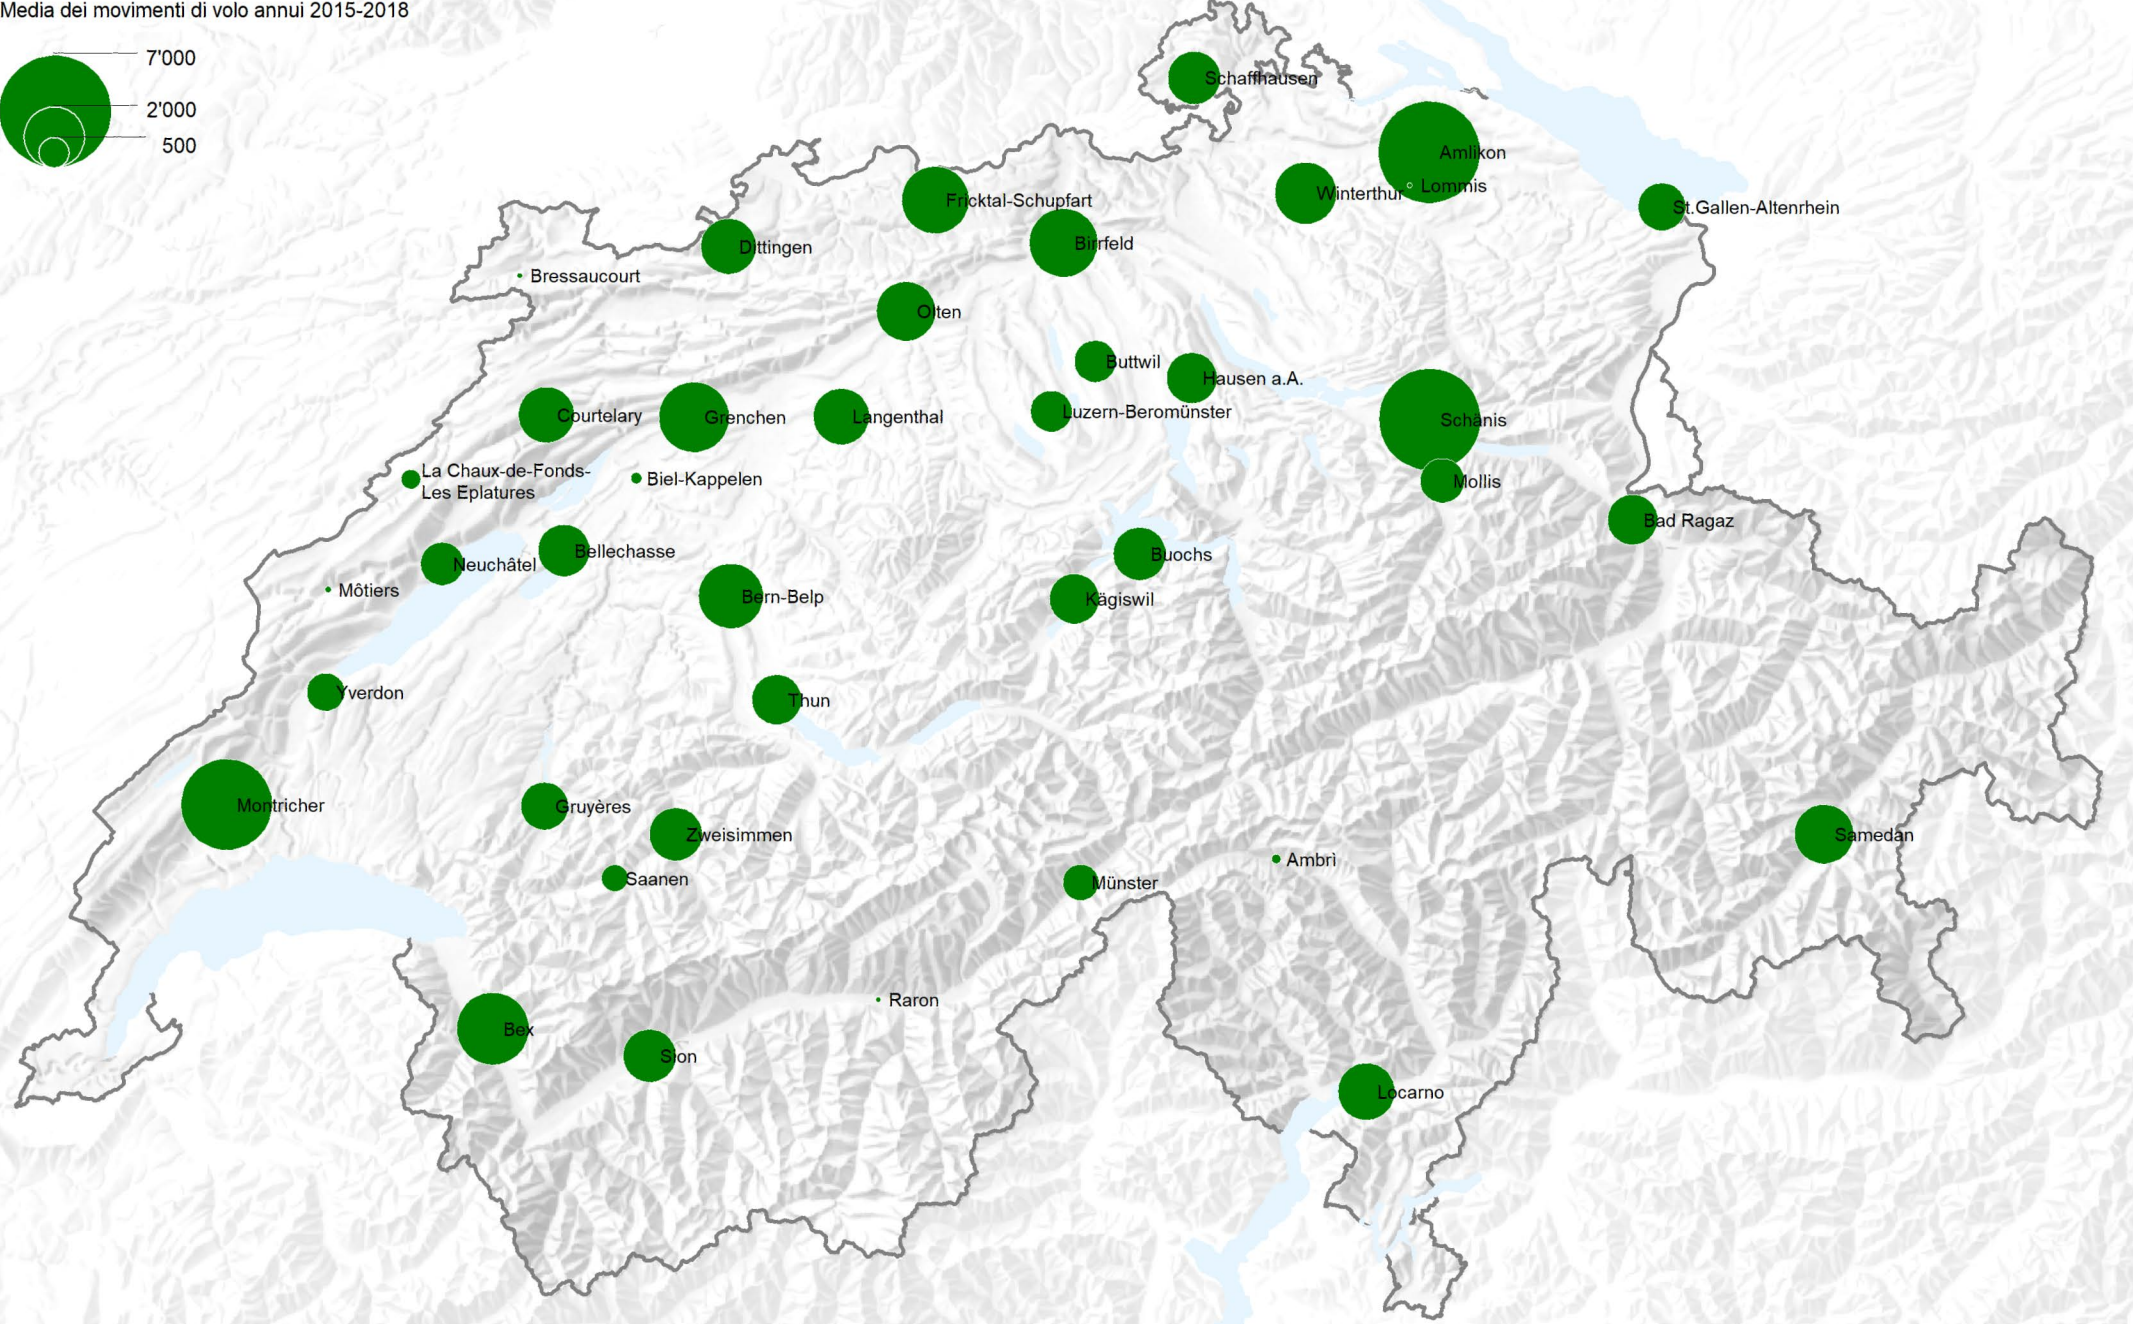 Media dei movimenti di volo annui 2015-2018
7'000
2'000
500
Schaffhausen
Amlikon
Lommis
Winterthur
Fricktal-Schupfart
St.Gallen-Altenrhein
Birrfeld
Dittingen
Bressaucourt
Olten
Buttwil
Hausen a.A.
Luzern-Beromünster
Courtelary
Grenchen
Langenthal
Schänis
La Chaux-de-Fonds-
Les Eplatures
Biel-Kappelen
Mollis
Bad Ragaz
Bellechasse
Neuchâtel
Buochs
Môtiers
Bern-Belp
Kägiswil
Yverdon
Thun
Montricher
Gruyères
Zweisimmen
Samedan
Saanen
Münster
Ambrì
Raron
Bex
Sion
Locarno